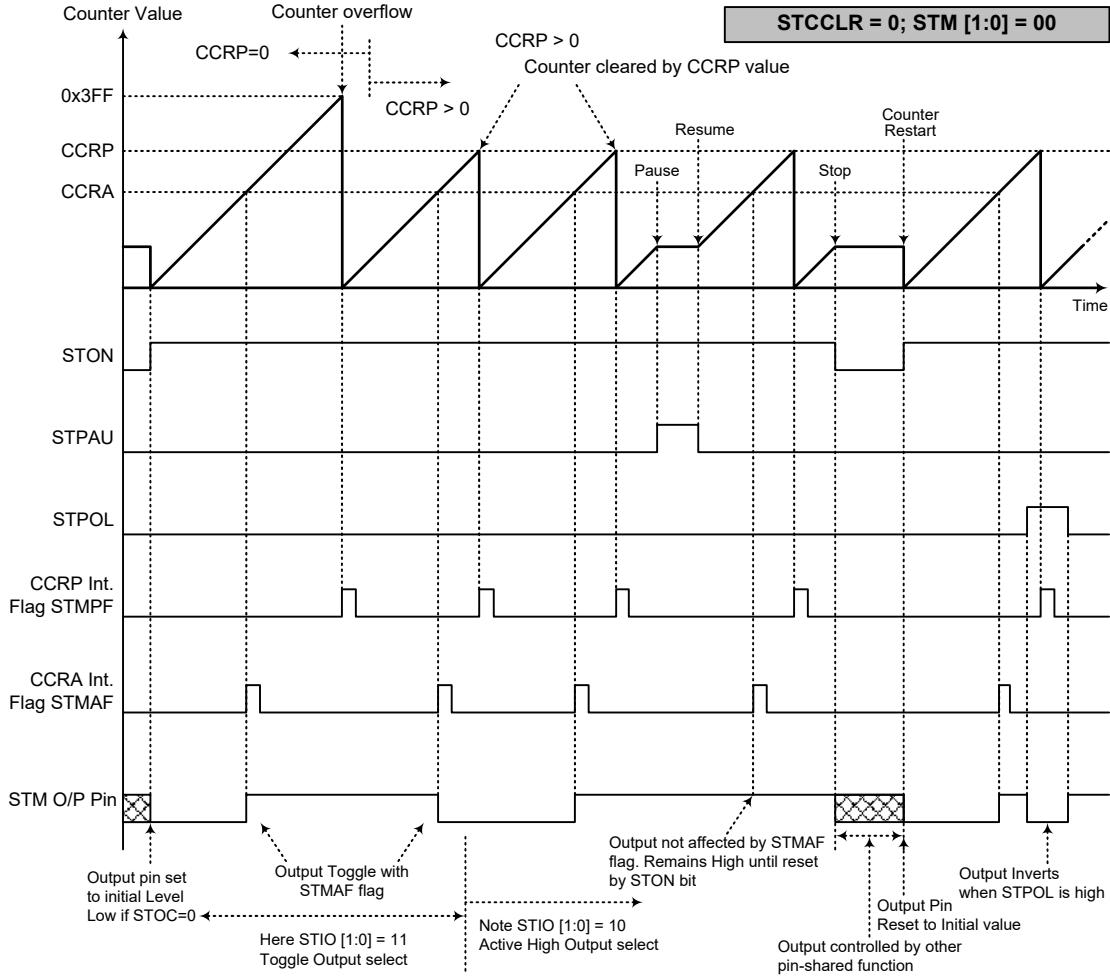 Counter Value
Counter overflow
STCCLR = 0; STM [1:0] = 00
CCRP=0
CCRP > 0
CCRP > 0
Counter cleared by CCRP value
0x3FF
CCRP
CCRA
Pause
Resume
Stop
Counter
Restart
Time
STON
STPAU
STPOL
CCRP Int.
Flag STMPF
CCRA Int.
Flag STMAF
STM O/P Pin
Output pin set
to initial Level
Low if STOC=0
Output Toggle with
STMAF flag
Here STIO [1:0] = 11
Toggle Output select
Note STIO [1:0] = 10
Active High Output select
Output not affected by STMAF
flag. Remains High until reset
by STON bit
Output controlled by other
pin-shared function
Output Pin
Reset to Initial value
Output Inverts
when STPOL is high